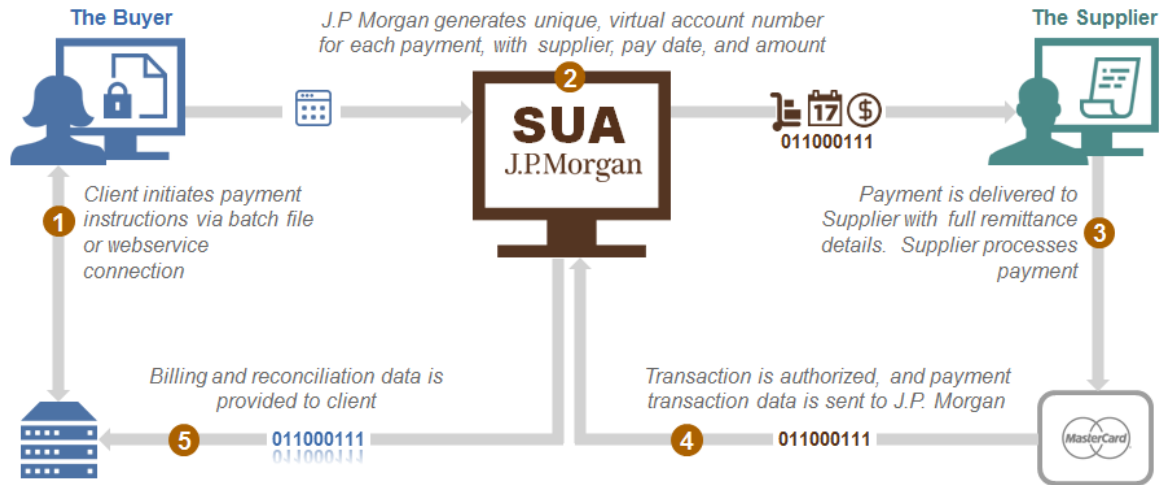 The Buyer
J.P Morgan generates unique, virtual account number
for each payment, with supplier, pay date, and amount
The Supplier
2
SUA
J.P.Morgan
17
$
011000111
1
Client initiates payment
instructions via batch file
or webservice
connection
Payment is delivered to
Supplier with full remittance
details. Supplier processes
payment
3
Billing and reconciliation data is
provided to client
Transaction is authorized, and payment
transaction data is sent to J.P. Morgan
5
011000111
4
011000111
MasterCard